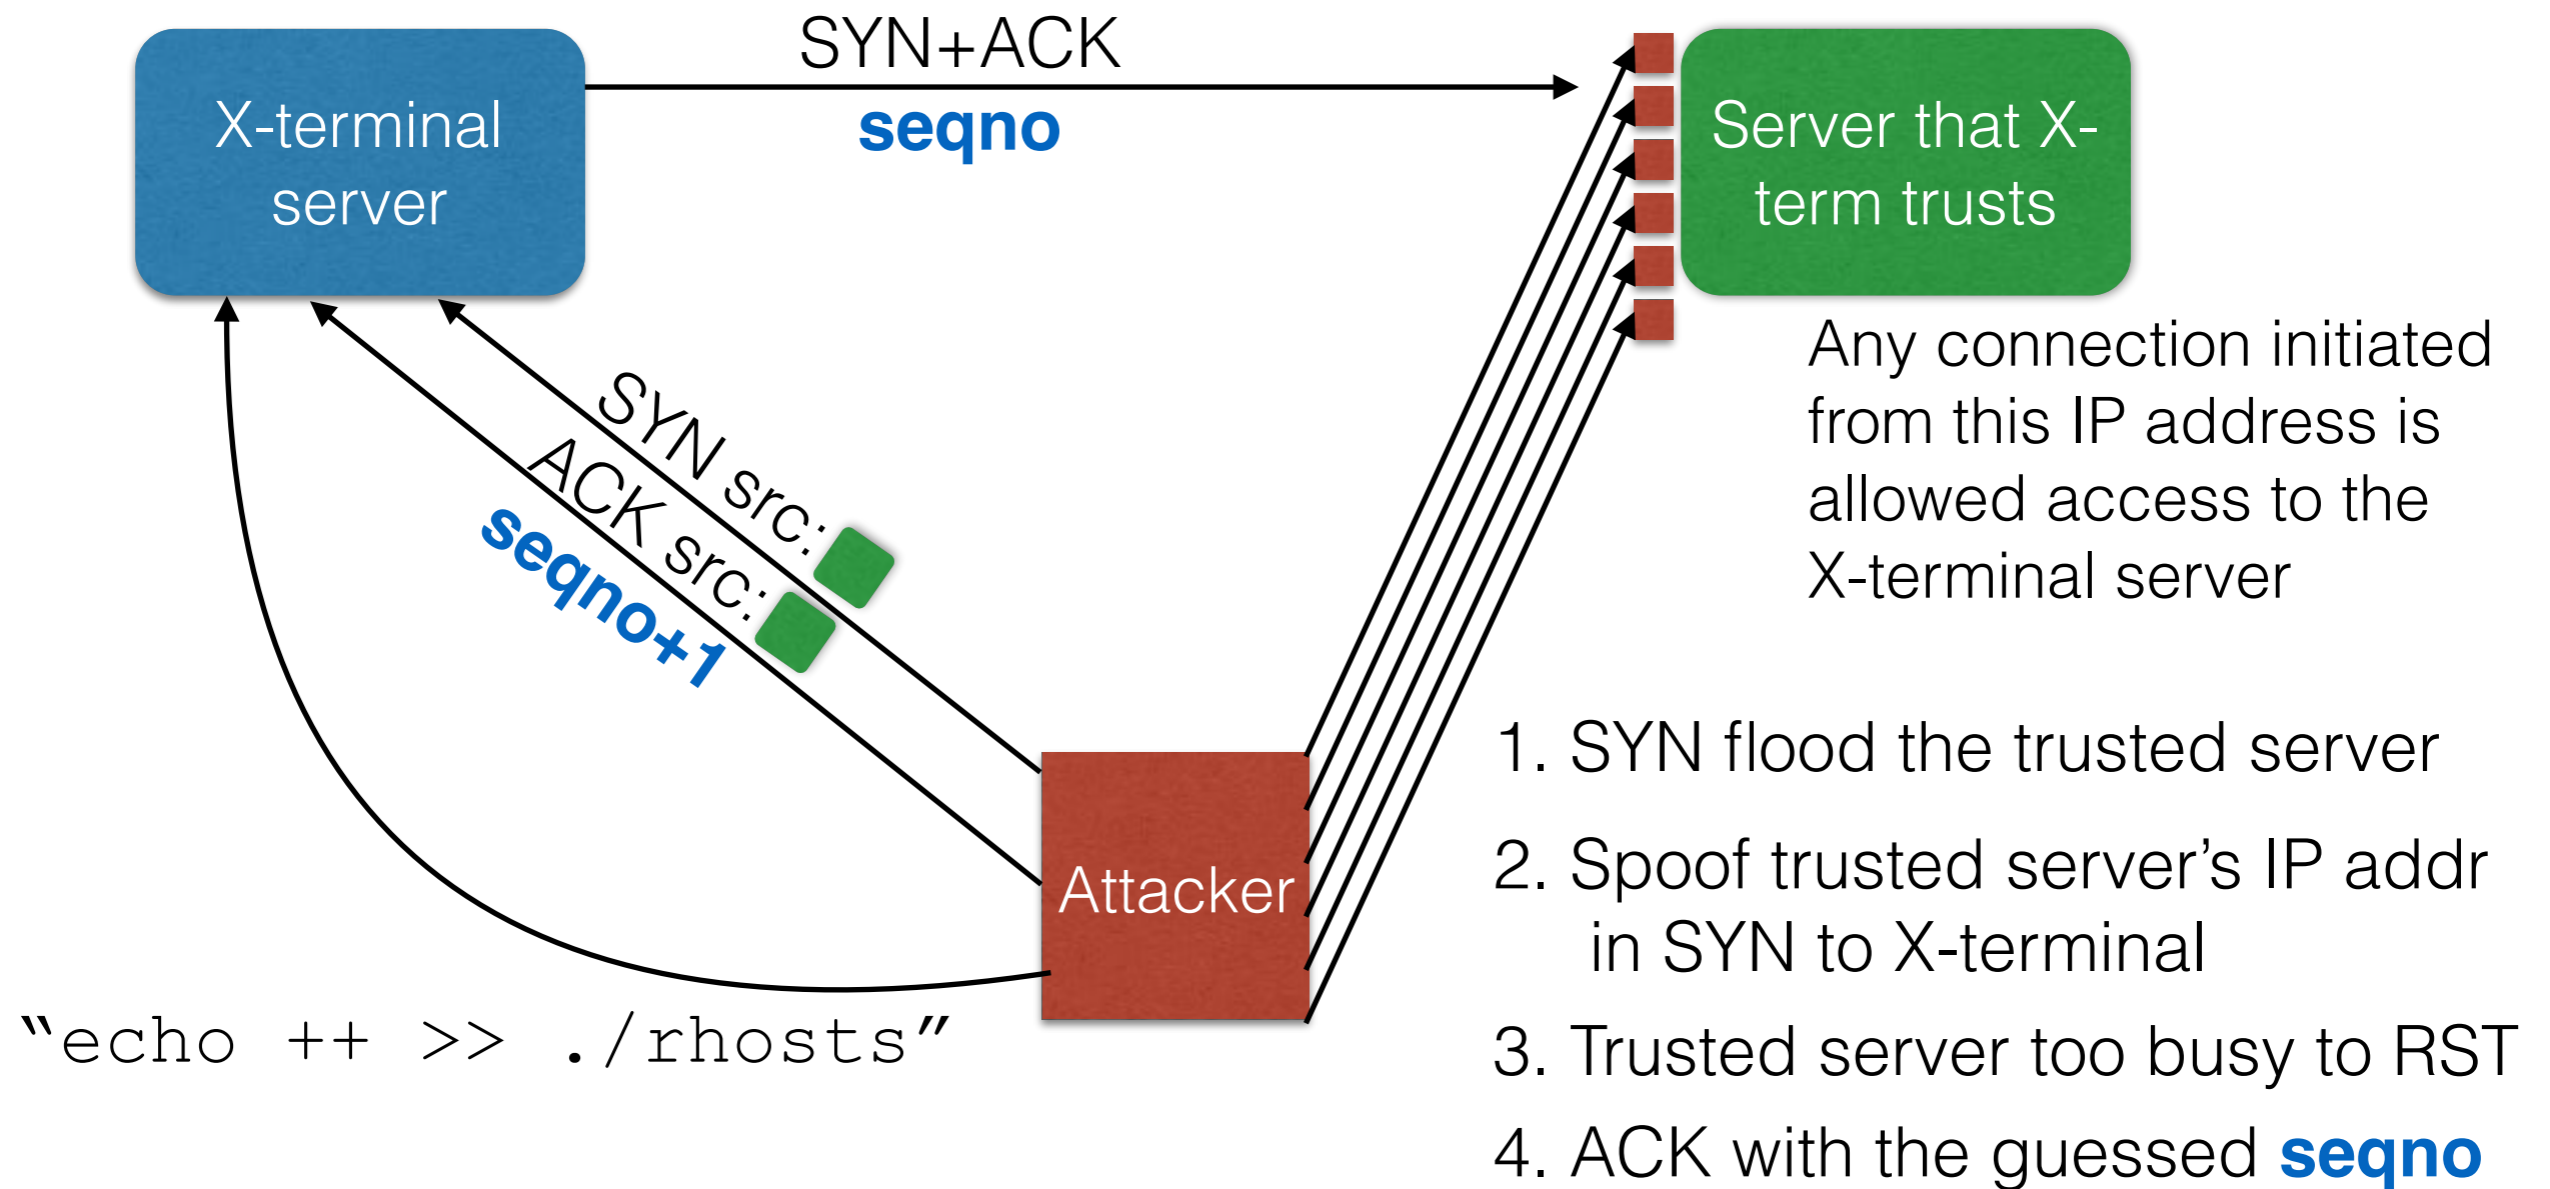 SYN+ACK
seqno
X-terminal
server
Server that X-
term trusts
Any connection initiated
from this IP address is
allowed access to the
X-terminal server
SYN src:
ACK src:
seqno+1
Attacker
“echo ++ >> ./rhosts”
1. SYN flood the trusted server
2. Spoof trusted server’s IP addr
in SYN to X-terminal
3. Trusted server too busy to RST
4. ACK with the guessed seqno